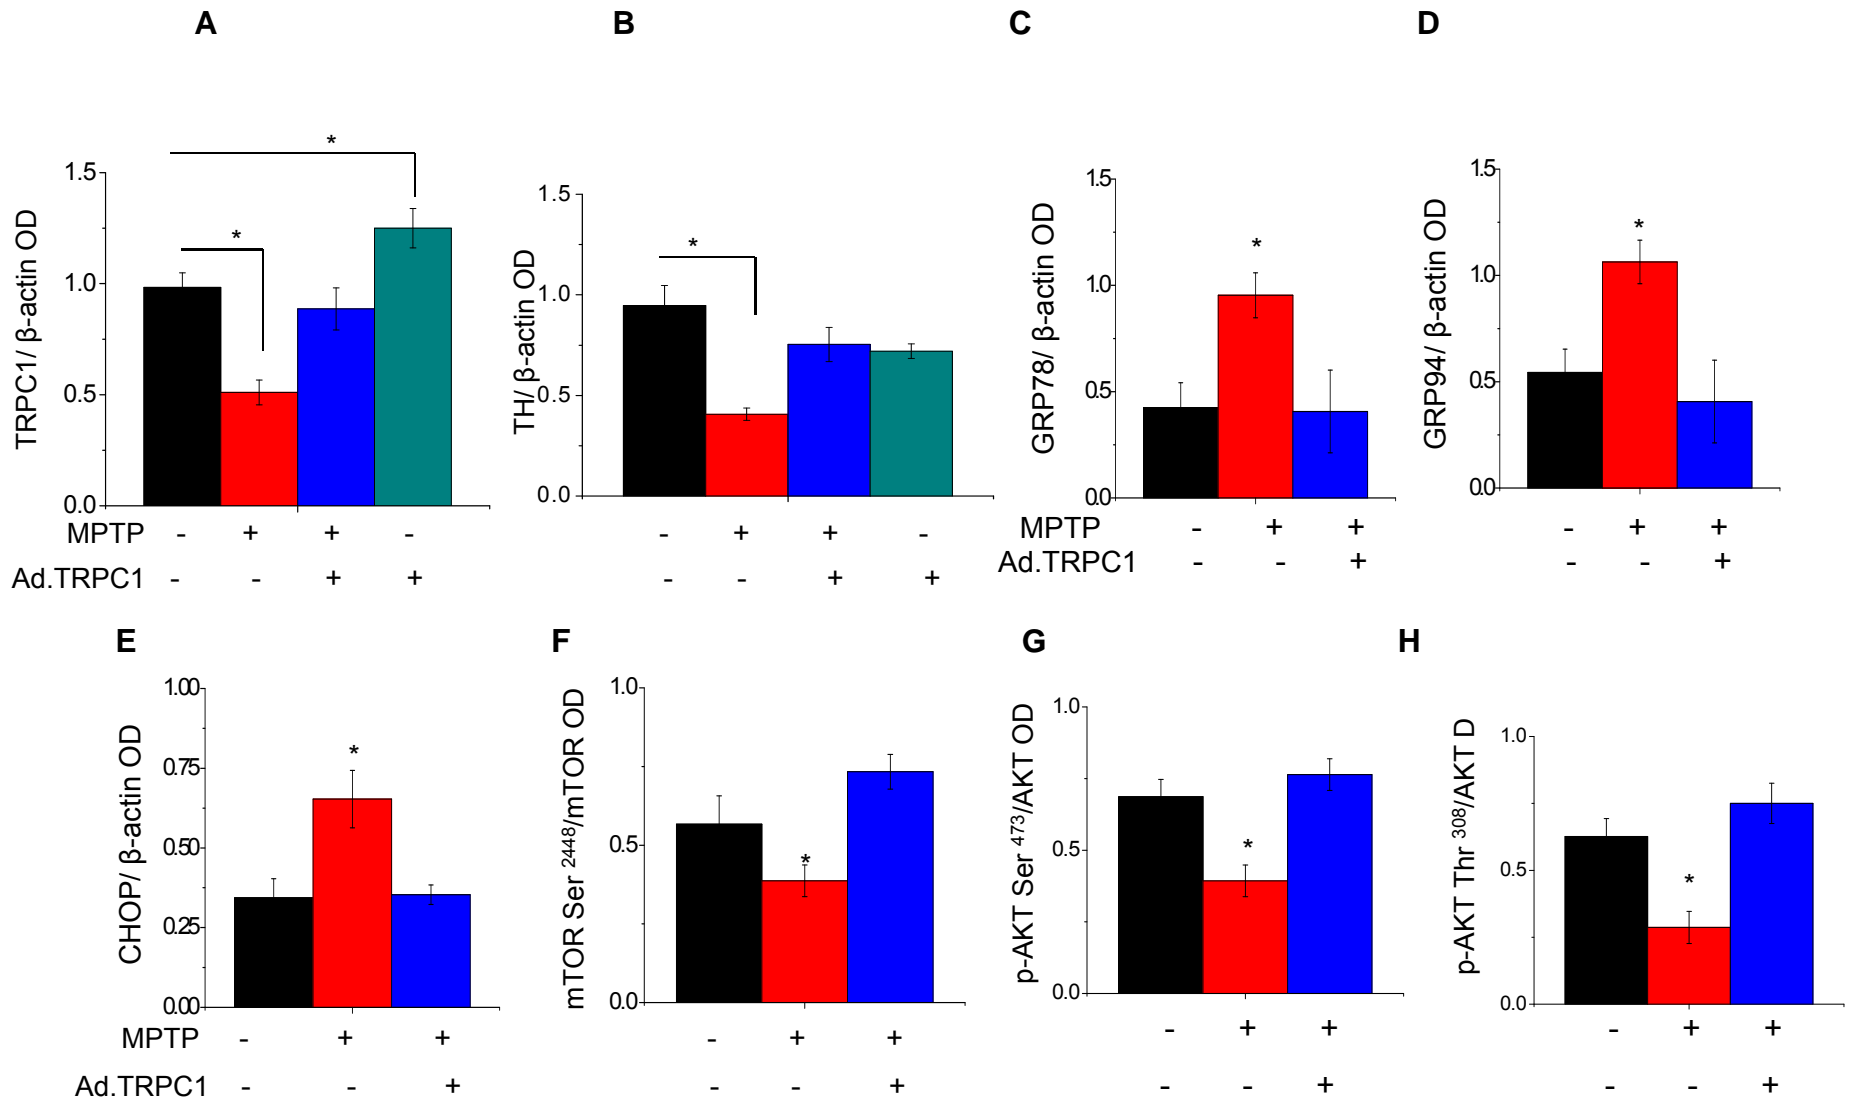 A
B
C
D
TRPC1/ β-actin OD
1.5
1.0
0.5
0.0
*
*
MPTP - + + -
Ad.TRPC1 - - + +
TH/ β-actin OD
1.5
1.0
0.5
0.0
*
- + + -
- - + +
GRP78/ β-actin OD
1.5
1.0
0.5
0.0
*
MPTP - + +
Ad.TRPC1 - - +
GRP94/ β-actin OD
1.5
1.0
0.5
0.0
*
- + +
- - +
E
F
G
H
CHOP/ β-actin OD
1.00
0.75
0.50
0.25
0.00
*
MPTP - + +
Ad.TRPC1 - - +
mTOR Ser 2448/mTOR OD
1.0
0.5
0.0
*
- + +
- - +
p-AKT Ser 473/AKT OD
1.0
0.5
0.0
*
- + +
- - +
p-AKT Thr 308/AKT D
1.0
0.5
0.0
*
- + +
- - +